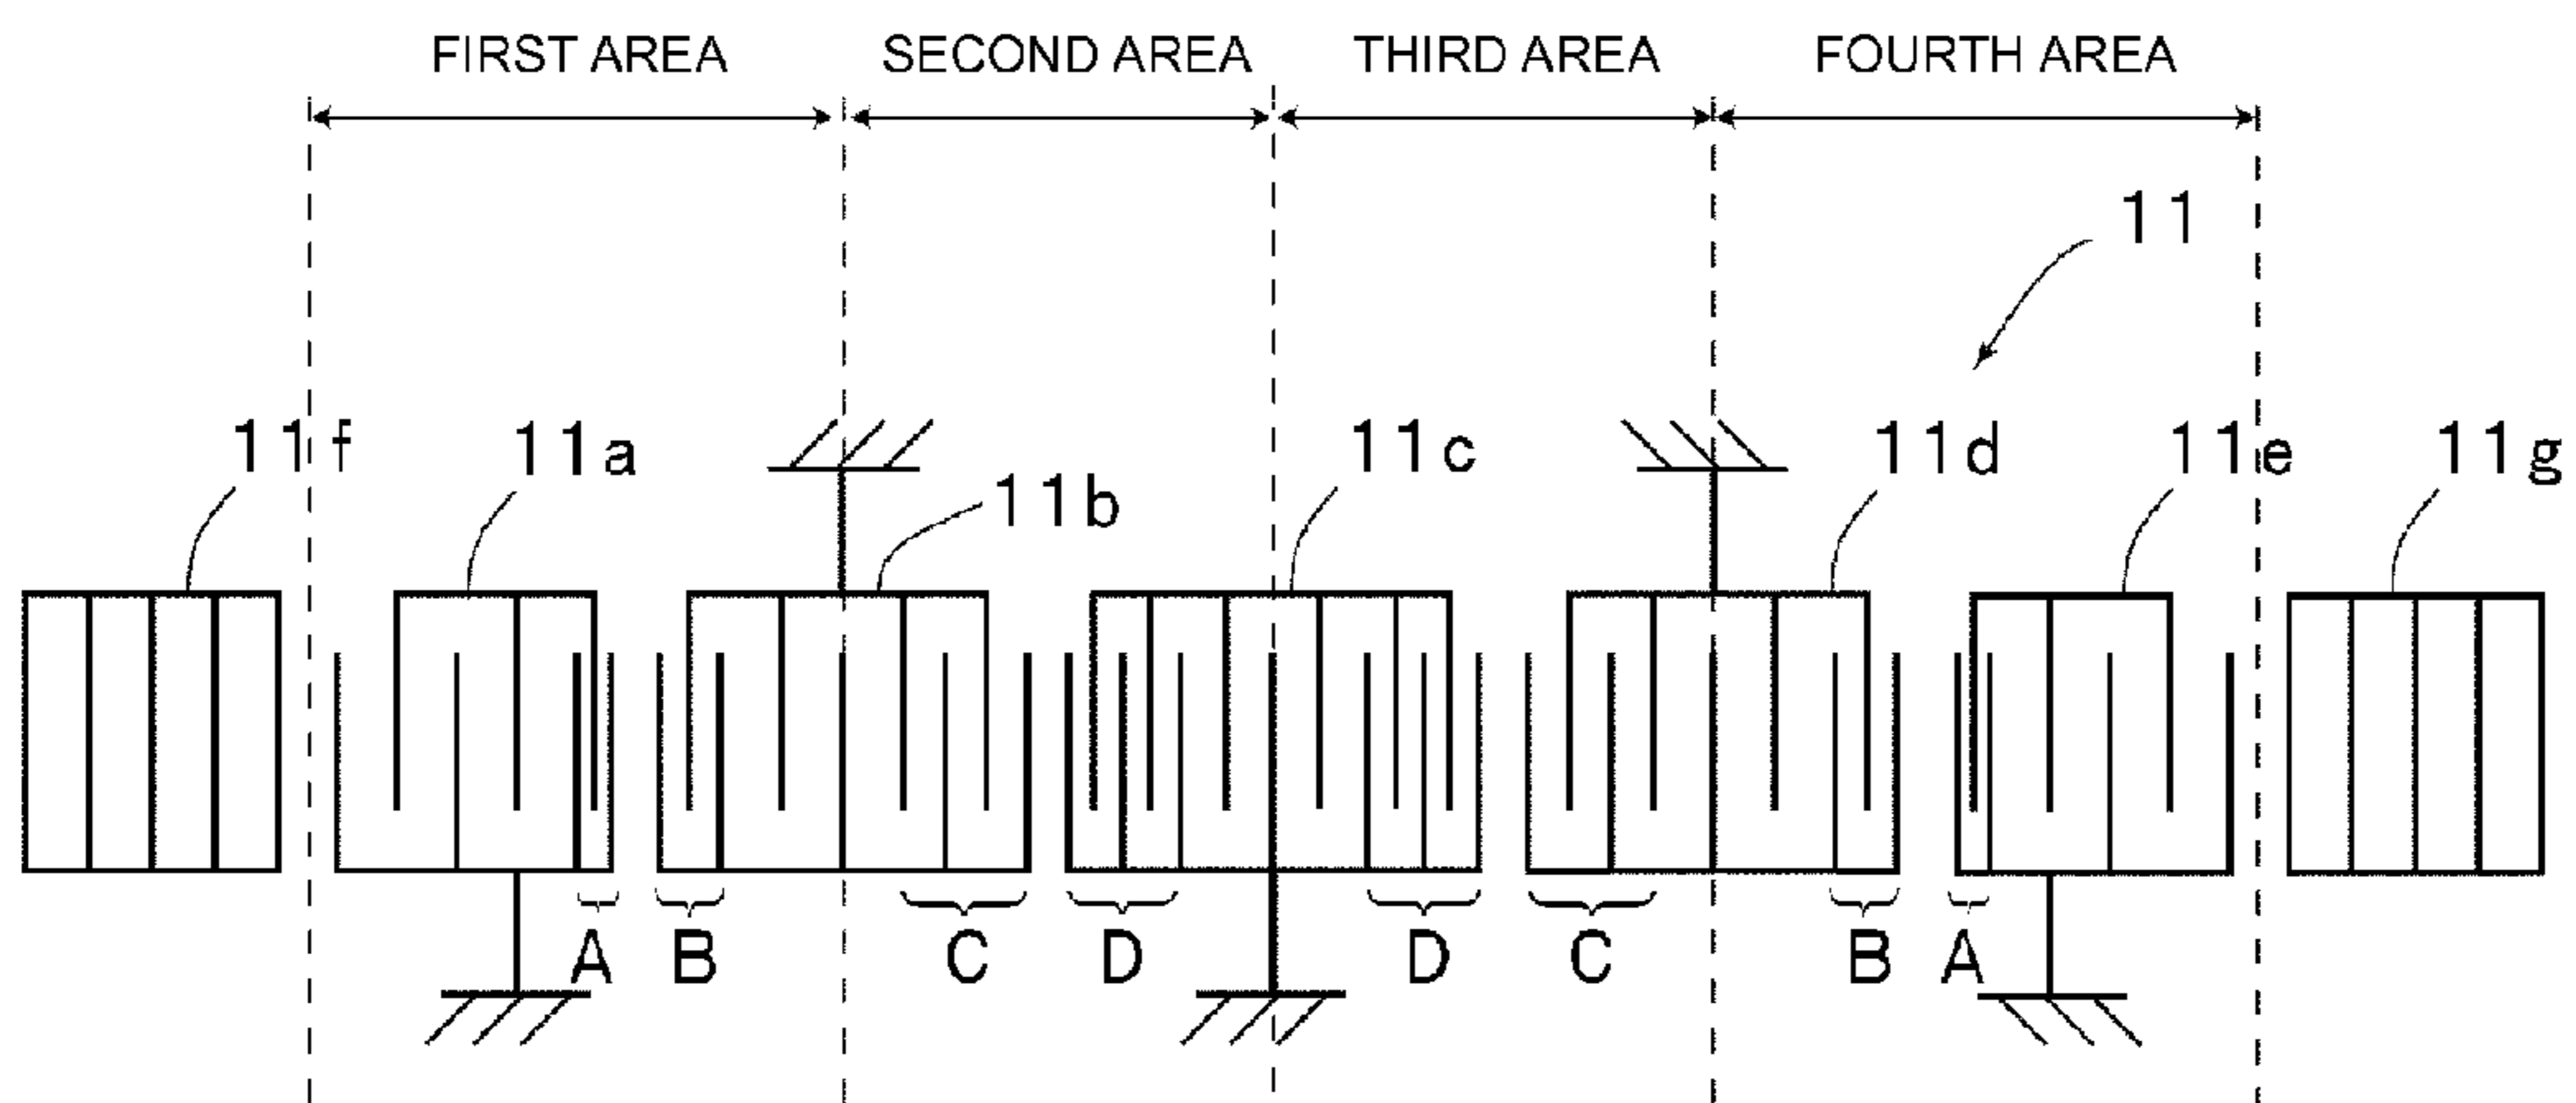 FIRST AREA SECOND AREA THIRD AREA FOURTH AREA
11
11f 11a 11b 11c 11d 11e 11g
A B C D D C B A